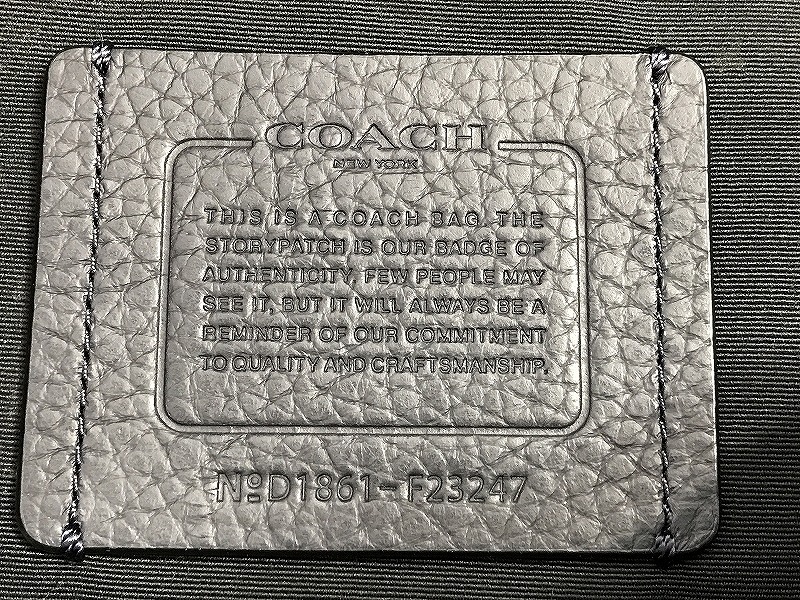 COACH
NEW YORK
THIS IS A COACH BAG. THE
STORYPATCH IS OUR BADGE OF
AUTHENTICITY. FEW PEOPLE MAY
SEE IT, BUT IT WILL ALWAYS BE A
REMINDER OF OUR COMMITMENT
TO QUALITY AND CRAFTSMANSHIP.
NºD1861-F23247